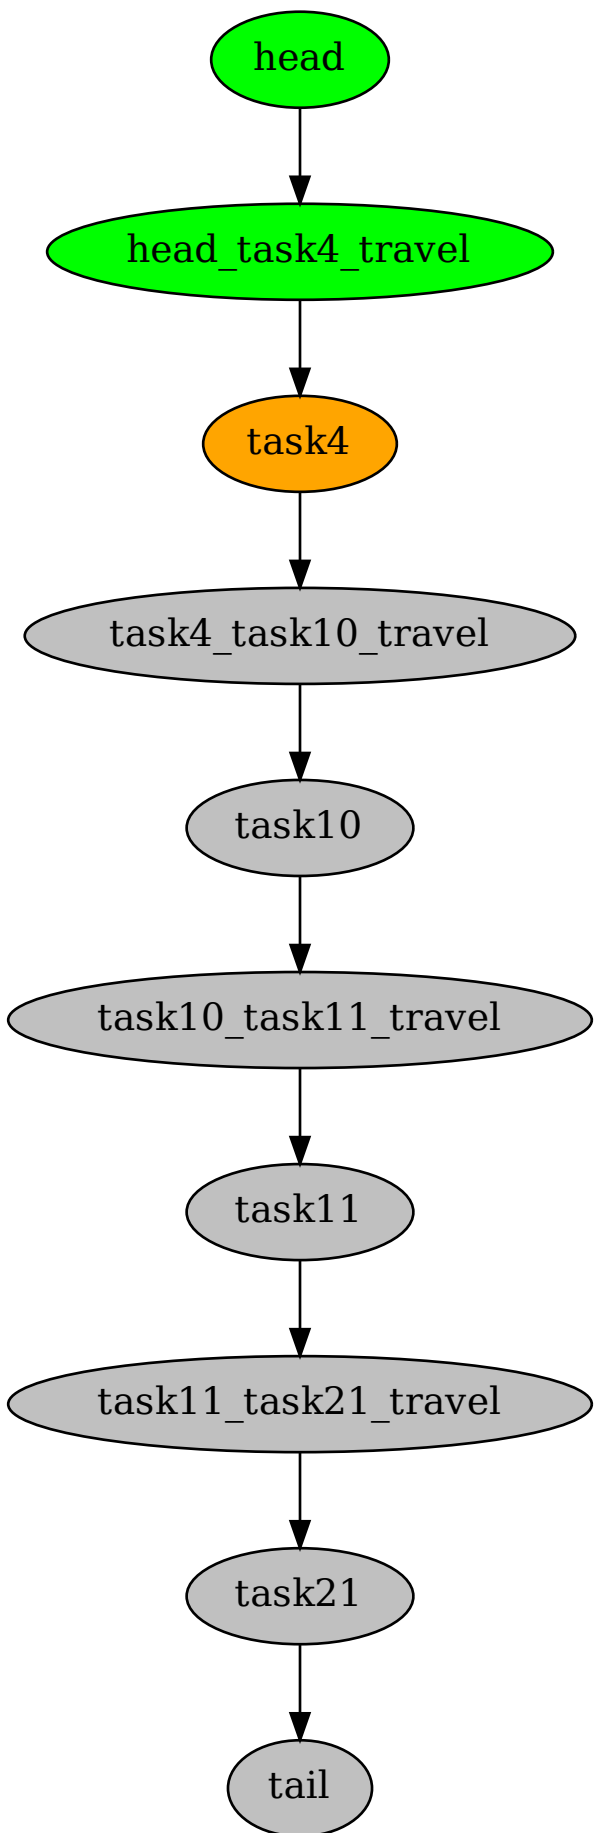 head
head_task4_travel
task4
task4_task10_travel
task10
task10_task11_travel
task11
task11_task21_travel
task21
tail